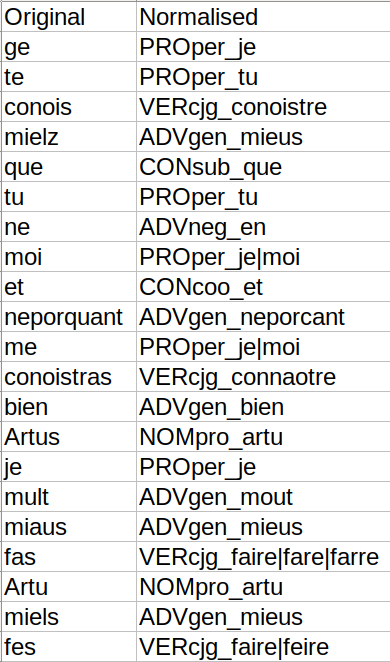 Original Normalised
ge PROper_je
te PROper_tu
conois VERcjg_conoistre
mielz ADVgen_mieus
que CONsub_que
tu PROper_tu
ne ADVneg_en
moi PROper_je|moi
et CONcoo_et
neporquant ADVgen_neporcant
me PROper_je|moi
conoistras VERcjg_connaotre
bien ADVgen_bien
Artus NOMpro_artu
je PROper_je
mult ADVgen_mout
miaus ADVgen_mieus
fas VERcjg_faire|fare|farre
Artu NOMpro_artu
miels ADVgen_mieus
fes VERcjg_faire|feire